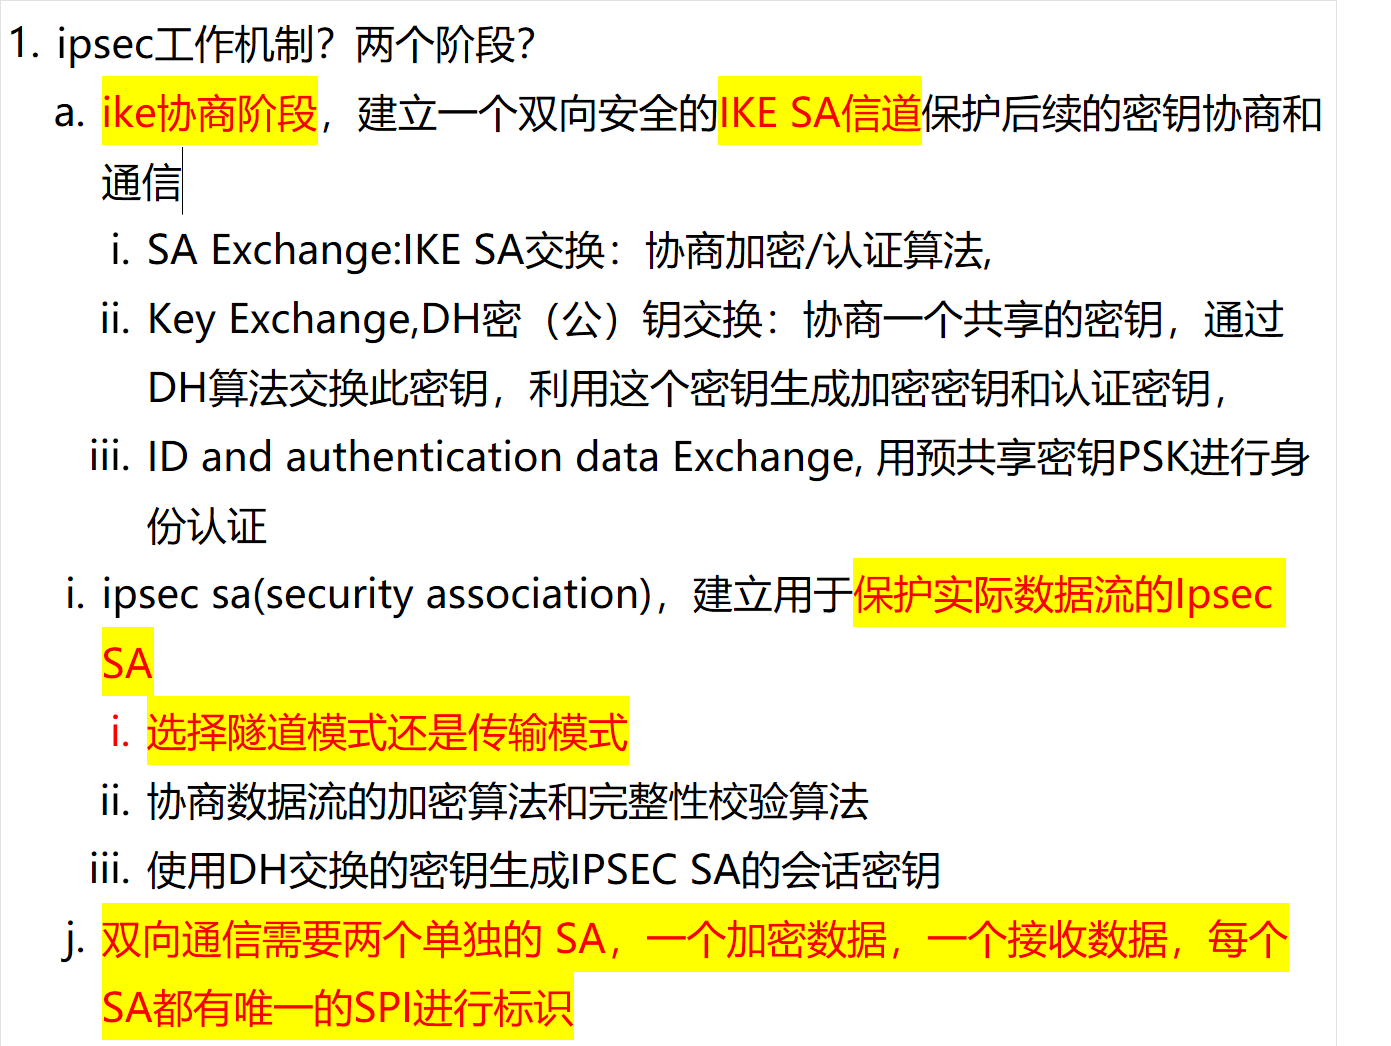 1. ipsec工作机制？两个阶段？
a. ike协商阶段，建立一个双向安全的IKE SA信道保护后续的密钥协商和
通信
i. SA Exchange:IKE SA交换：协商加密/认证算法,
ii. Key Exchange,DH密（公）钥交换：协商一个共享的密钥，通过
DH算法交换此密钥，利用这个密钥生成加密密钥和认证密钥，
iii. ID and authentication data Exchange, 用预共享密钥PSK进行身
份认证
i. ipsec sa(security association)，建立用于保护实际数据流的Ipsec
SA
i. 选择隧道模式还是传输模式
ii. 协商数据流的加密算法和完整性校验算法
iii. 使用DH交换的密钥生成IPSEC SA的会话密钥
j. 双向通信需要两个单独的 SA，一个加密数据，一个接收数据，每个
SA都有唯一的SPI进行标识